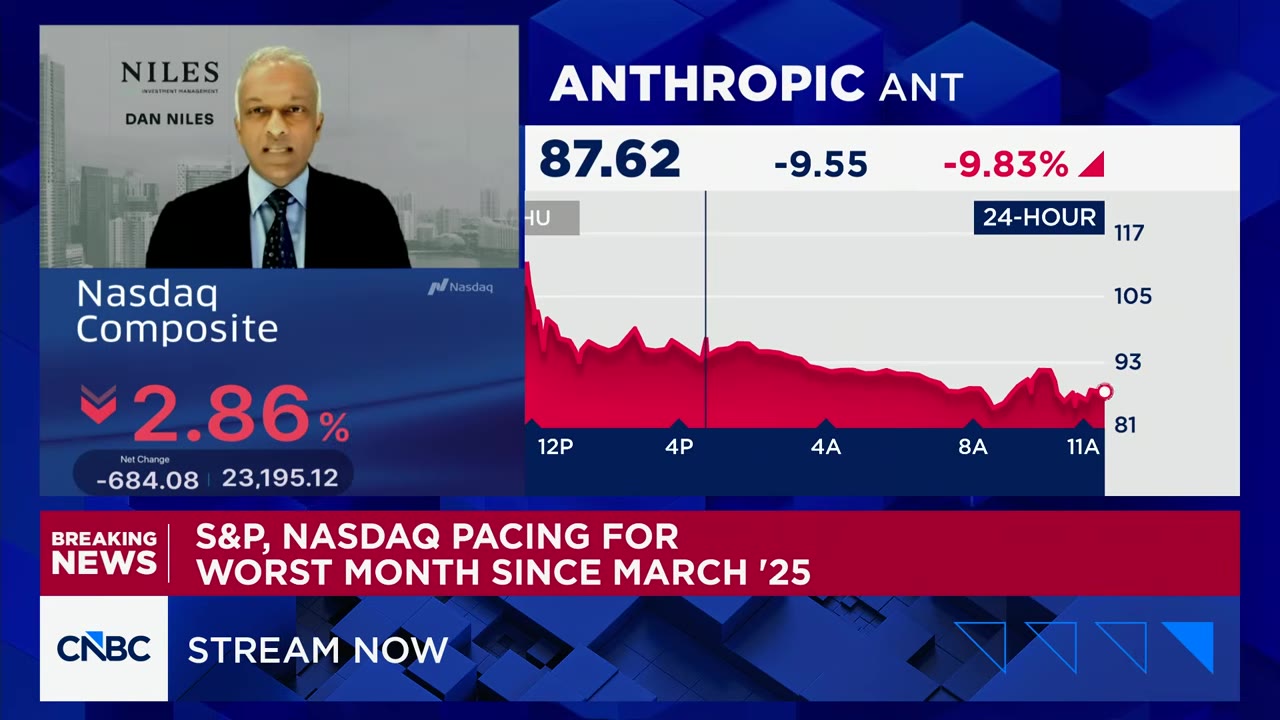 NILES
INVESTMENT MANAGEMENT
DAN NILES
Nasdaq
Composite
Nasdaq
2.86%
Net Change
-684.08 23,195.12
ANTHROPIC ANT
87.62 -9.55 -9.83%
HU
24-HOUR
117
105
93
81
12P 4P 4A 8A 11A
BREAKING
NEWS
S&P, NASDAQ PACING FOR
WORST MONTH SINCE MARCH '25
CNBC
STREAM NOW